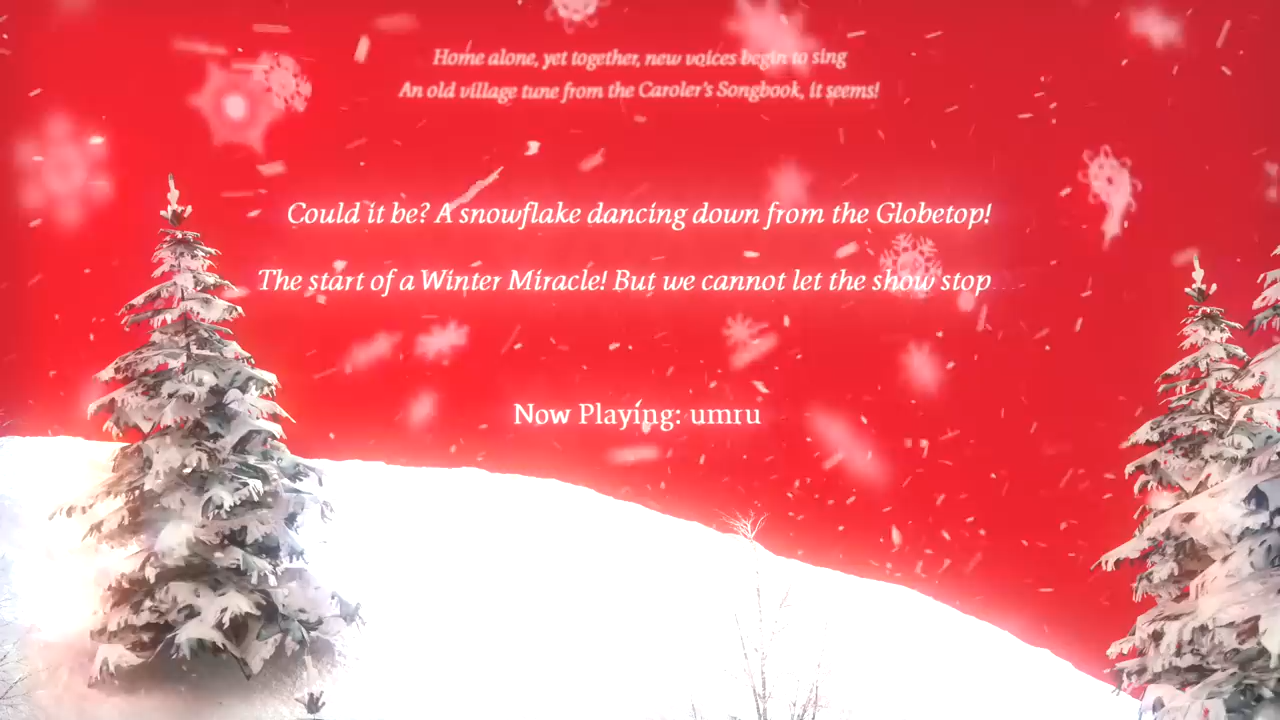 Home alone, yet together, new voices begin to sing
An old village tune from the Caroler's Songbook, it seems!
Could it be? A snowflake dancing down from the Globetop!
The start of a Winter Miracle! But we cannot let the show stop
Now Playing: umru